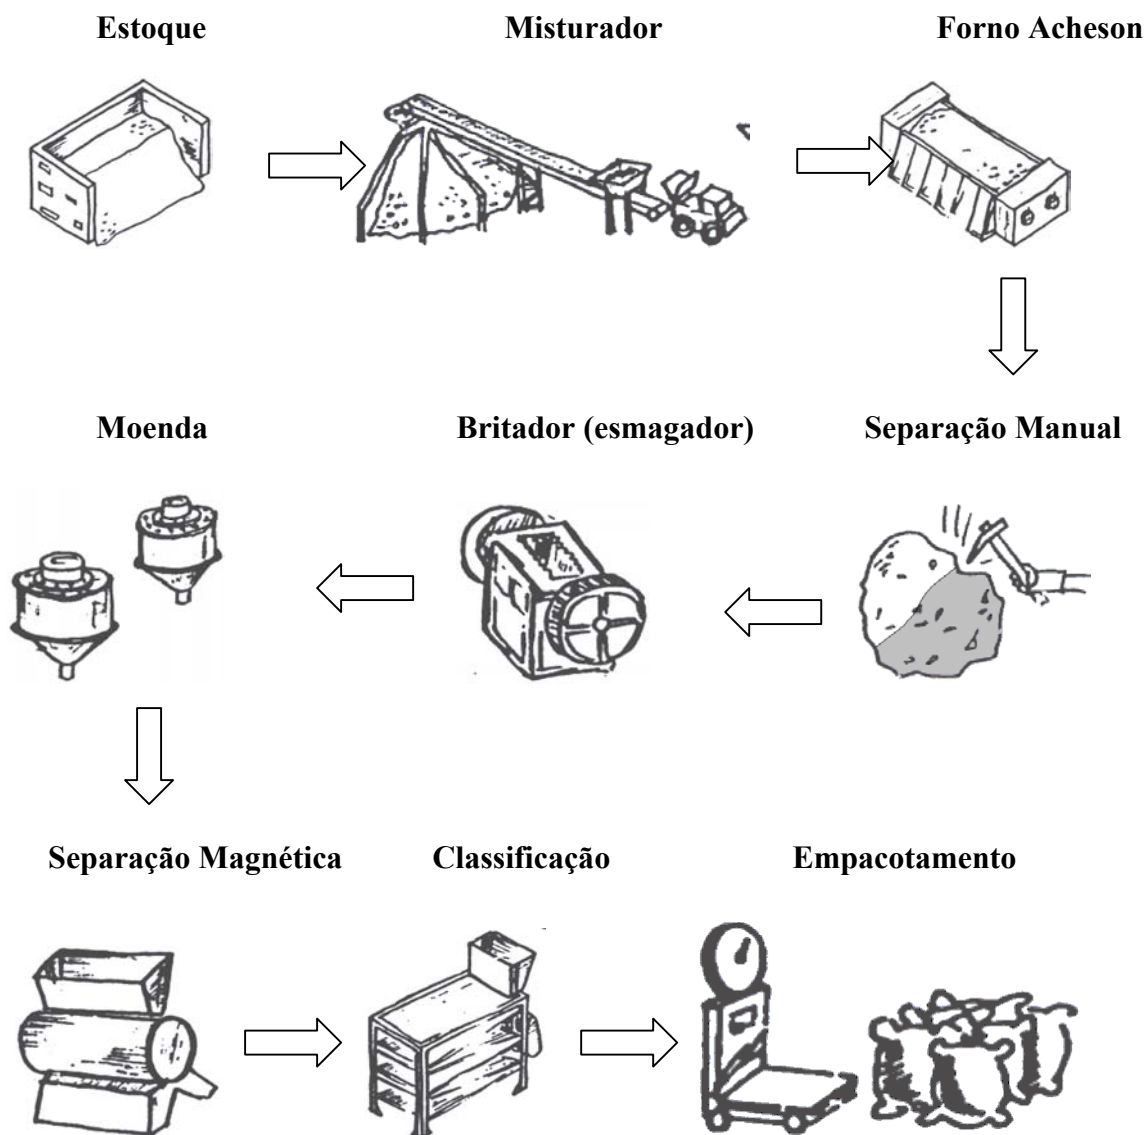 Estoque
Misturador
Forno Acheson
Moenda
Britador (esmagador)
Separação Manual
Separação Magnética
Classificação
Empacotamento